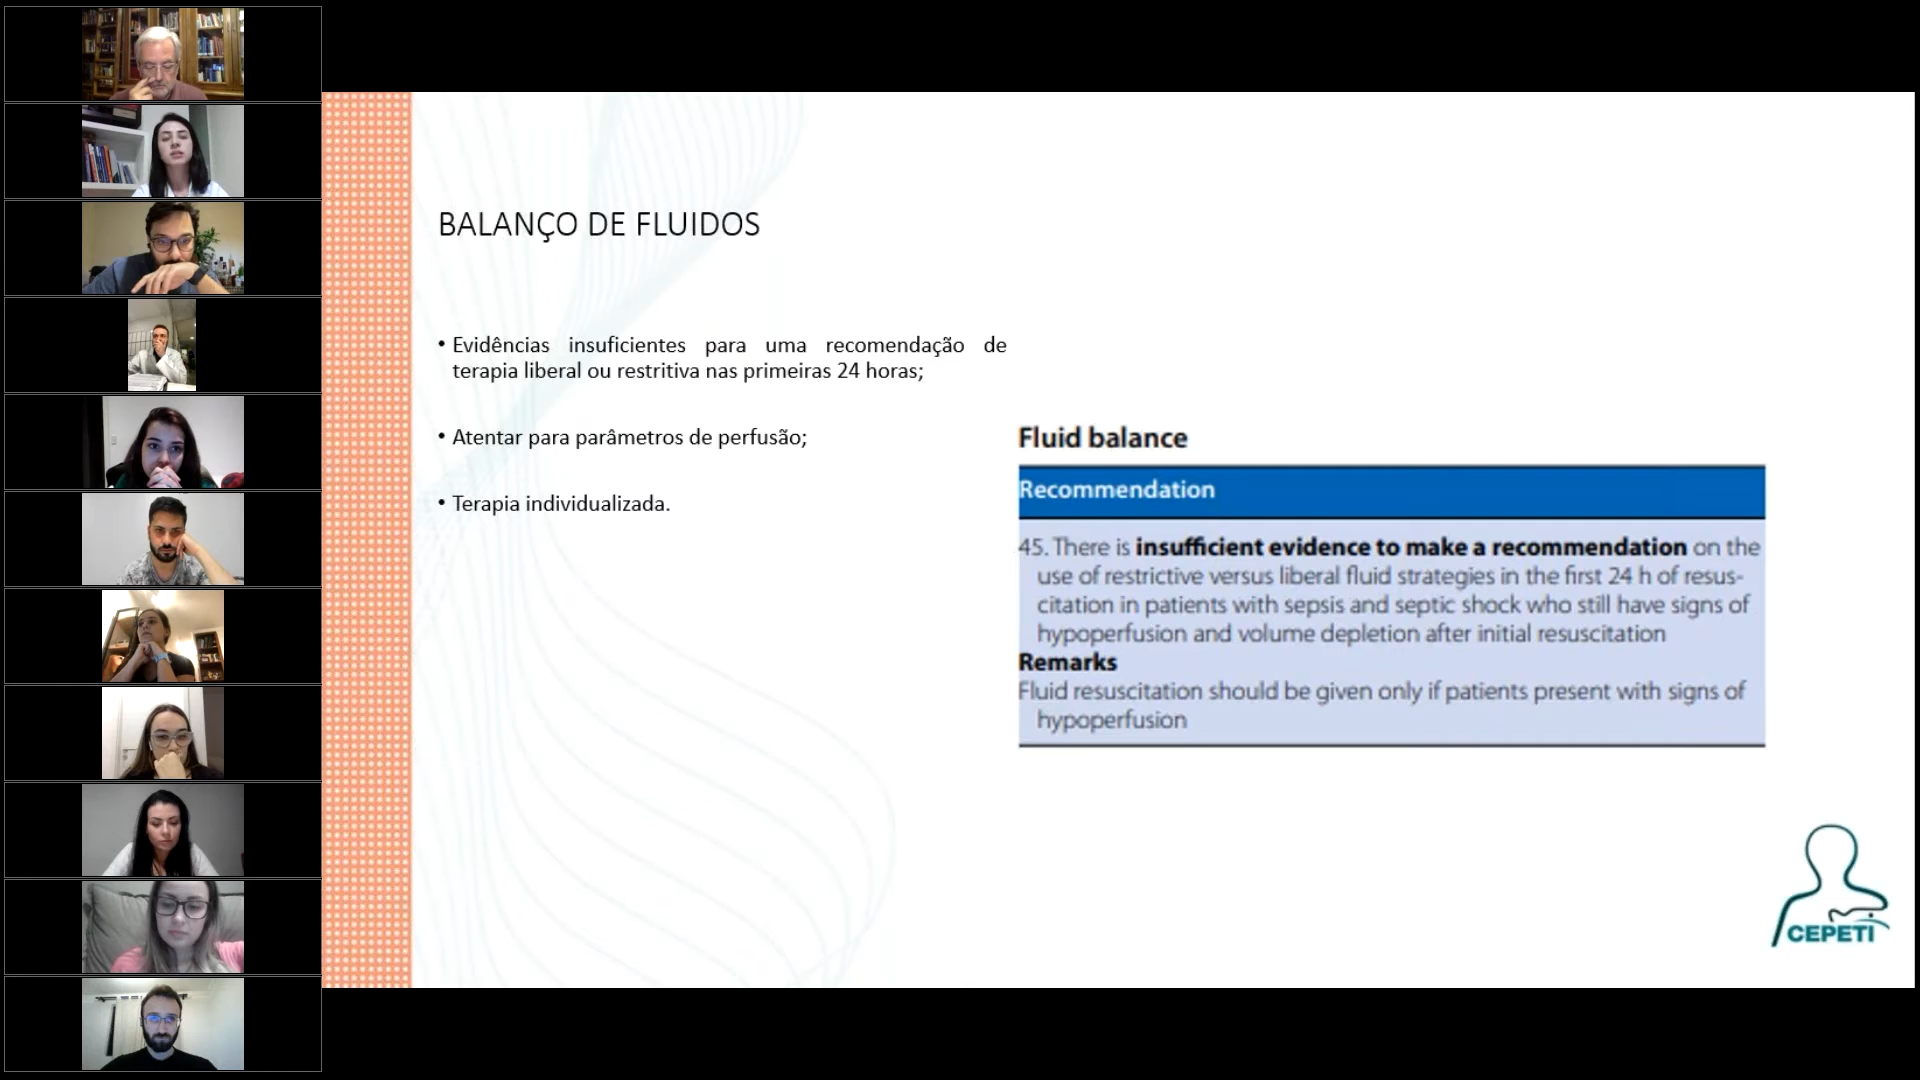 BALANÇO DE FLUIDOS
• Evidências insuficientes para uma recomendação de
terapia liberal ou restritiva nas primeiras 24 horas;
• Atentar para parâmetros de perfusão;
• Terapia individualizada.
Fluid balance
Recommendation
45. There is insufficient evidence to make a recommendation on the
use of restrictive versus liberal fluid strategies in the first 24 h of resus-
citation in patients with sepsis and septic shock who still have signs of
hypoperfusion and volume depletion after initial resuscitation
Remarks
Fluid resuscitation should be given only if patients present with signs of
hypoperfusion
CEPETI